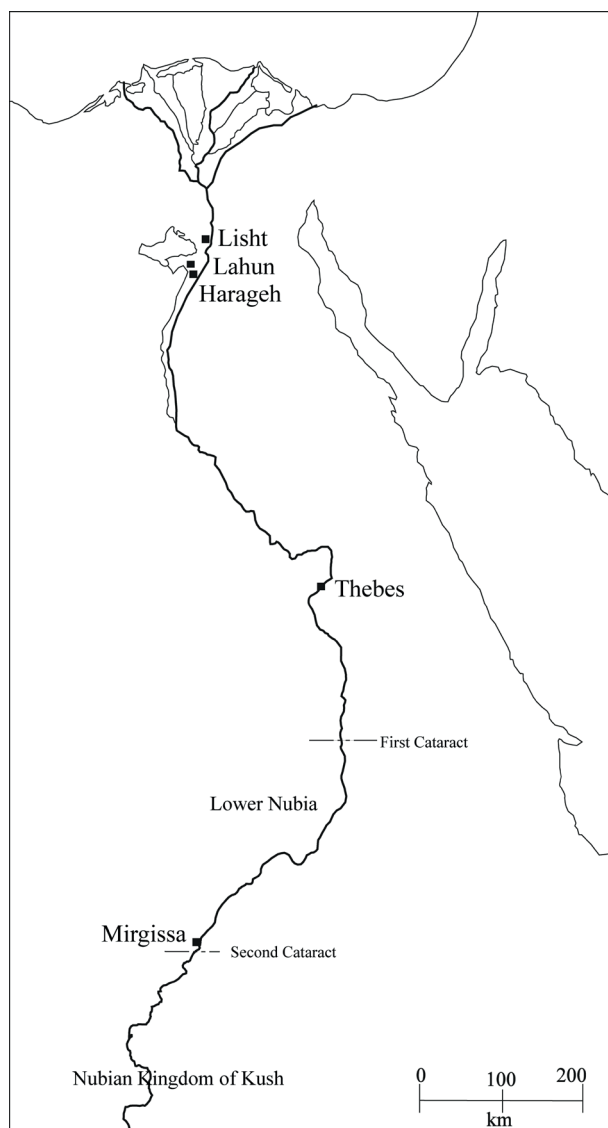 Lisht
Lahun
Harageh
Thebes
First Cataract
Lower Nubia
Mirgissa
Second Cataract
Nubian Kingdom of Kush
0 100 200
km